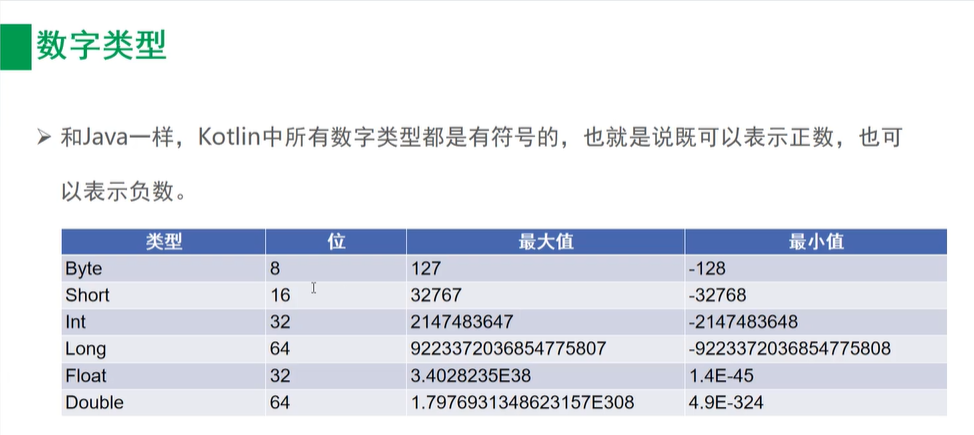 数字类型
和Java一样，Kotlin中所有数字类型都是有符号的，也就是说既可以表示正数，也可
以表示负数。
类型 位 最大值 最小值
Byte 8 127 -128
Short 16 32767 -32768
Int 32 2147483647 -2147483648
Long 64 9223372036854775807 -9223372036854775808
Float 32 3.4028235E38 1.4E-45
Double 64 1.7976931348623157E308 4.9E-324